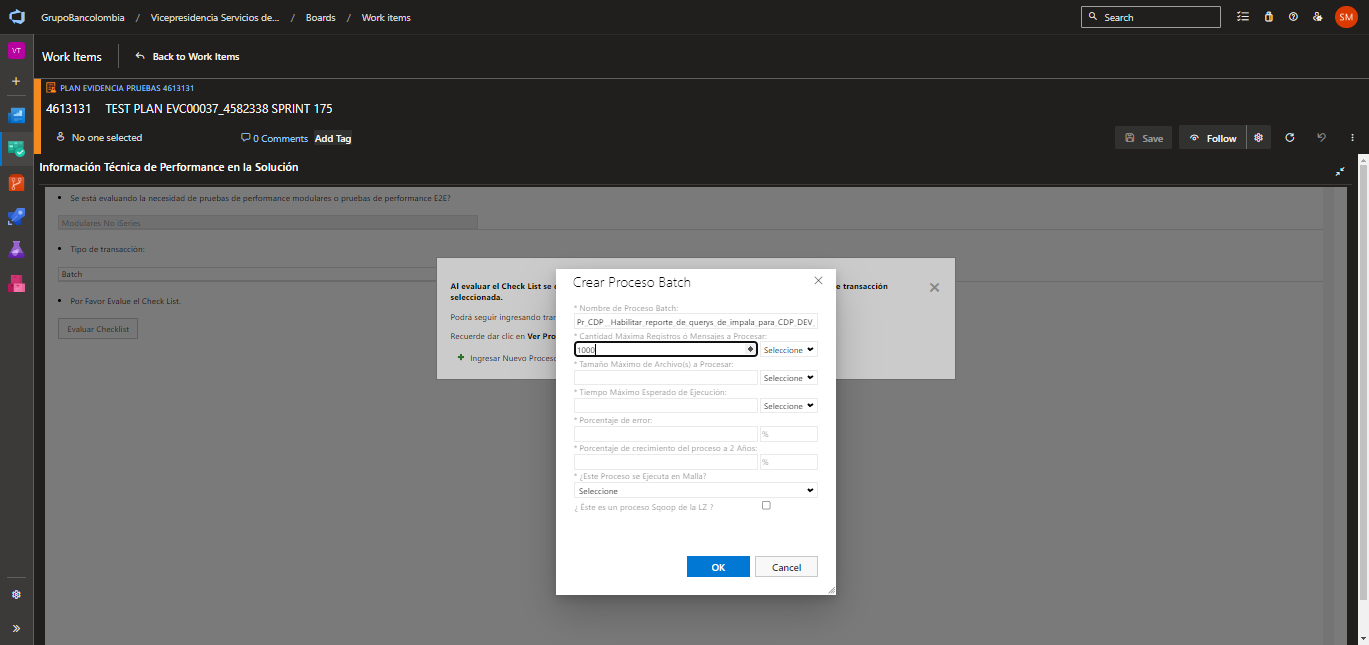 GrupoBancolombia / Vicepresidencia Servicios de... / Boards / Work items
Search
SM
VT
Work Items
Back to Work Items
PLAN EVIDENCIA PRUEBAS 4613131
4613131 TEST PLAN EVC00037_4582338 SPRINT 175
No one selected
0 Comments
Add Tag
Save
Follow
Información Técnica de Performance en la Solución
Se está evaluando la necesidad de pruebas de performance modulares o pruebas de performance E2E?
Modulares No iSeries
Tipo de transacción:
Batch
Por Favor Evalue el Check List.
Evaluar Checklist
Al evaluar el Check List se
e transacción
seleccionada.
Podrá seguir ingresando
Recuerde dar clic en Ver
Ingresar Nuevo Proceso
Crear Proceso Batch
* Nombre de Proceso Batch:
Pr_CDP__Habilitar_reporte_de_querys_de_impala_para_CDP_DEV_
* Cantidad Máxima Registros ó Mensajes a Procesar:
1000
Seleccione
* Tamaño Máximo de Archivo(s) a Procesar:
Seleccione
* Tiempo Máximo Esperado de Ejecución:
Seleccione
* Porcentaje de error:
%
* Porcentaje de crecimiento del proceso a 2 Años:
%
* ¿Este Proceso se Ejecuta en Malla?
Seleccione
¿ Éste es un proceso Sqoop de la LZ ?
OK
Cancel